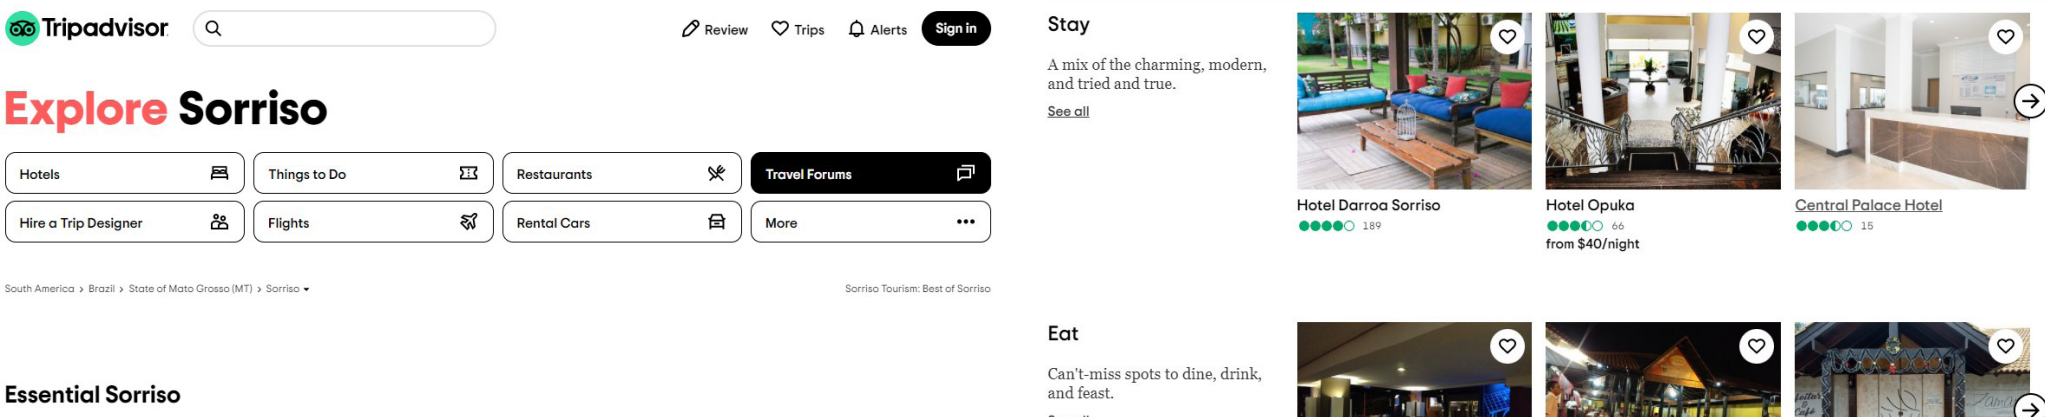 Tripadvisor
Review
Trips
Alerts
Sign in
Explore Sorriso
Hotels
Things to Do
Restaurants
Travel Forums
Hire a Trip Designer
Flights
Rental Cars
More
South America › Brazil › State of Mato Grosso (MT) › Sorriso
Sorriso Tourism: Best of Sorriso
Essential Sorriso
Stay
A mix of the charming, modern,
and tried and true.
See all
Hotel Darroa Sorriso
189
Hotel Opuka
66
from $40/night
Central Palace Hotel
15
Eat
Can't-miss spots to dine, drink,
and feast.